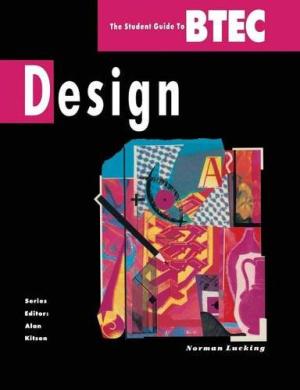 The Student Guide To BTEC
Design
A
Series
Editor:
Alan
Kitson
Norman Lucking